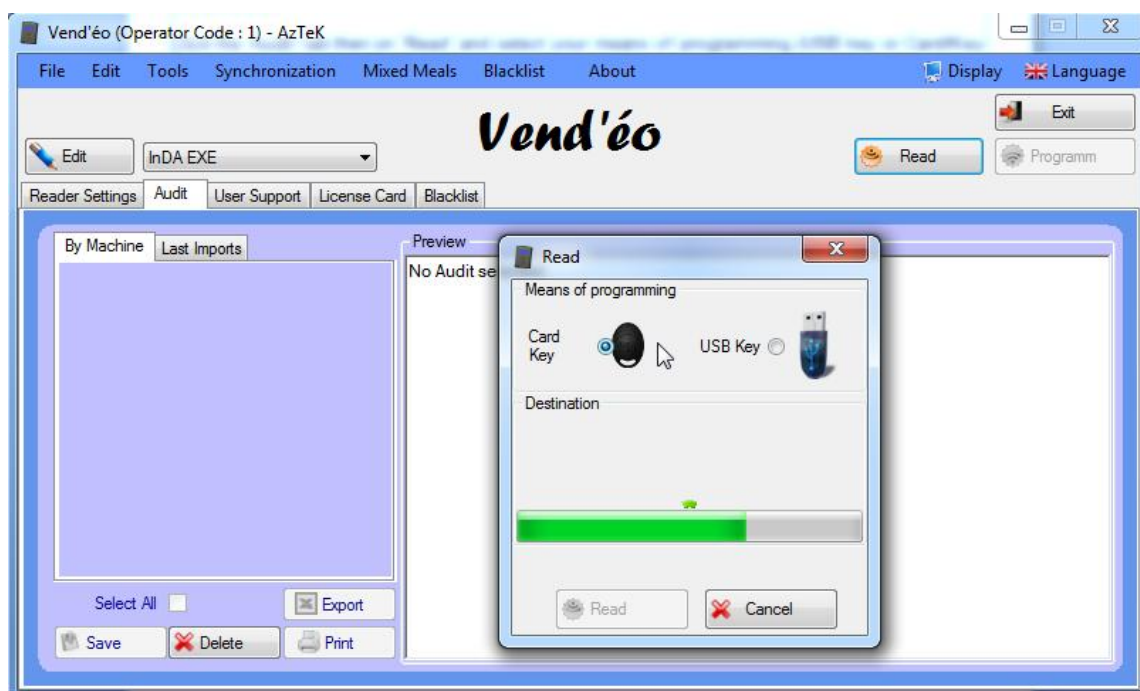 Vend'éo (Operator Code : 1) - AzTeK
File Edit Tools Synchronization Mixed Meals Blacklist About Display Language
Vend'éo
Exit
Edit InDA EXE Read Programm
Reader Settings Audit User Support License Card Blacklist
By Machine Last Imports
Preview
No Audit se
Read
Means of programming
Card
Key
USB Key
Destination
Read Cancel
Select All Export
Save Delete Print